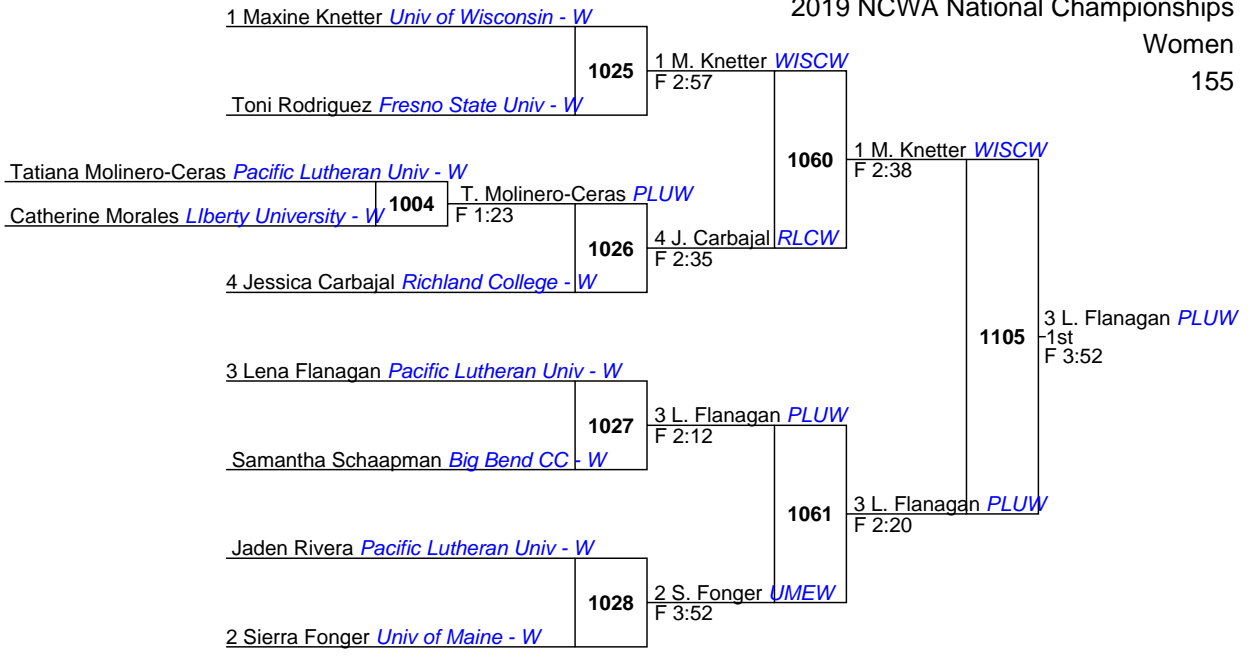 2019 NCWA National Championships
Women
155
1 Maxine Knetter Univ of Wisconsin - W
1025
1 M. Knetter WISCW
F 2:57
Toni Rodriguez Fresno State Univ - W
1060
1 M. Knetter WISCW
F 2:38
Tatiana Molinero-Ceras Pacific Lutheran Univ - W
1004
T. Molinero-Ceras PLUW
F 1:23
Catherine Morales LIberty University - W
1026
4 J. Carbajal RLCW
F 2:35
4 Jessica Carbajal Richland College - W
1105
3 L. Flanagan PLUW
1st
F 3:52
3 Lena Flanagan Pacific Lutheran Univ - W
1027
3 L. Flanagan PLUW
F 2:12
Samantha Schaapman Big Bend CC - W
1061
3 L. Flanagan PLUW
F 2:20
Jaden Rivera Pacific Lutheran Univ - W
1028
2 S. Fonger UMEW
F 3:52
2 Sierra Fonger Univ of Maine - W